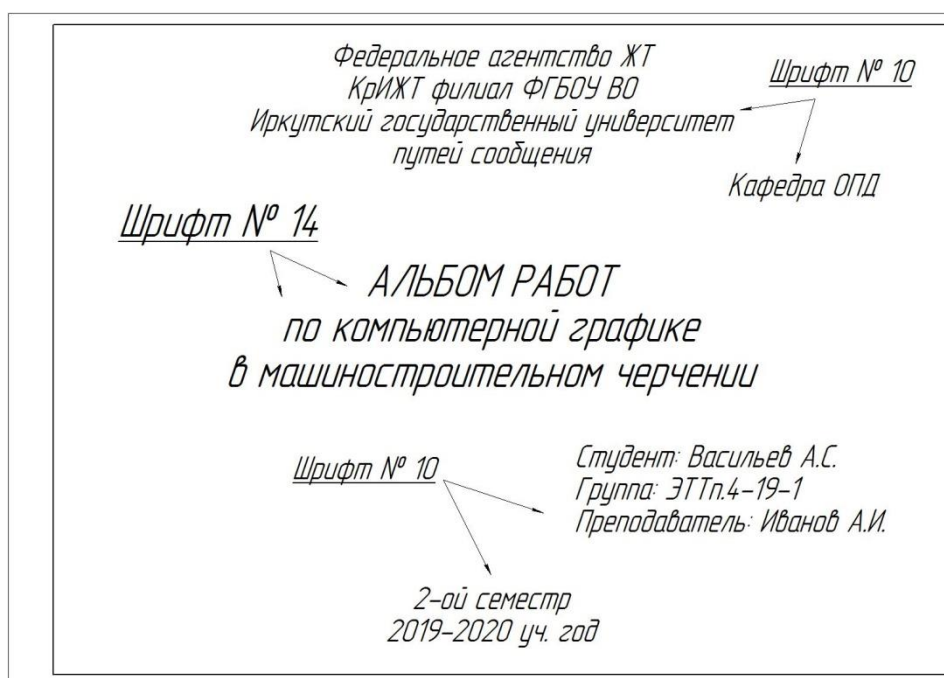 Федеральное агентство ЖТ
КрИЖТ филиал ФГБОУ ВО
Иркутский государственный университет
путей сообщения
Шрифт № 10
Кафедра ОПД
Шрифт № 14
АЛЬБОМ РАБОТ
по компьютерной графике
в машиностроительном черчении
Шрифт № 10
Студент: Васильев А.С.
Группа: ЭТТп.4-19-1
Преподаватель: Иванов А.И.
2-ой семестр
2019-2020 уч. год